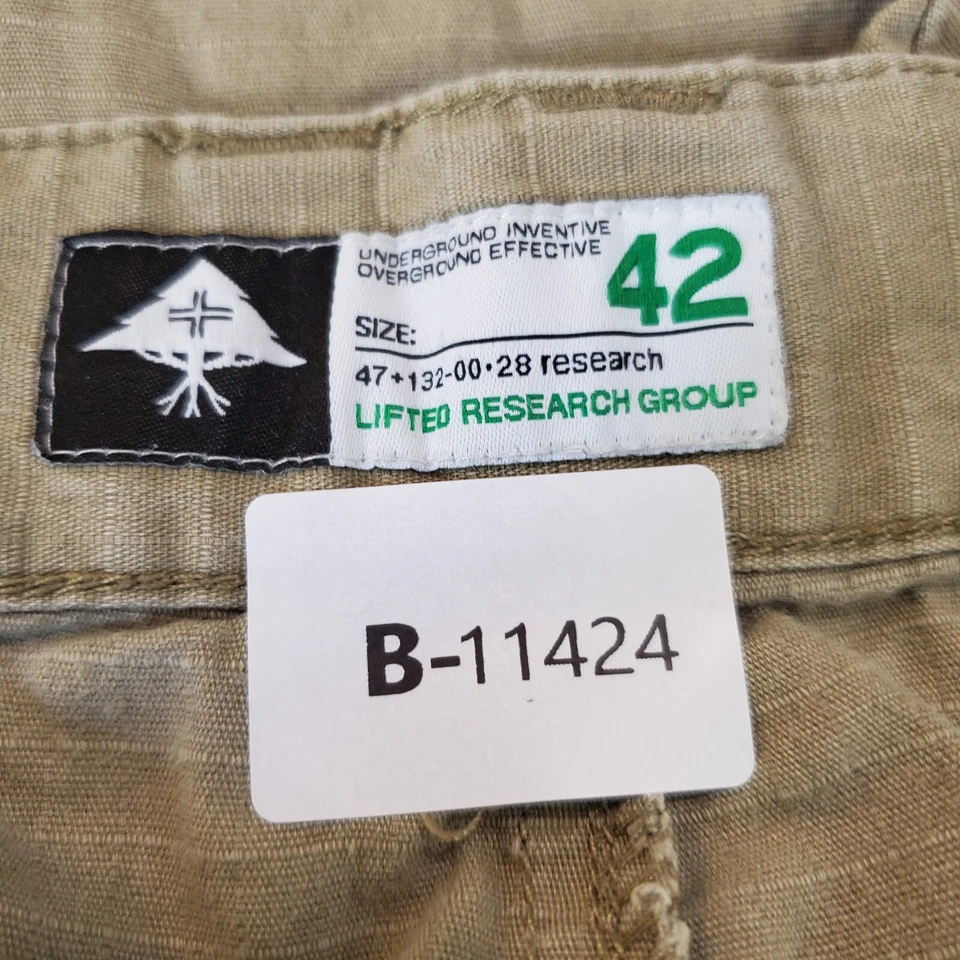 UNDERGROUND INVENTIVE
OVERGROUND EFFECTIVE
42
SIZE:
47+132-00·28 research
LIFTED RESEARCH GROUP
B-11424